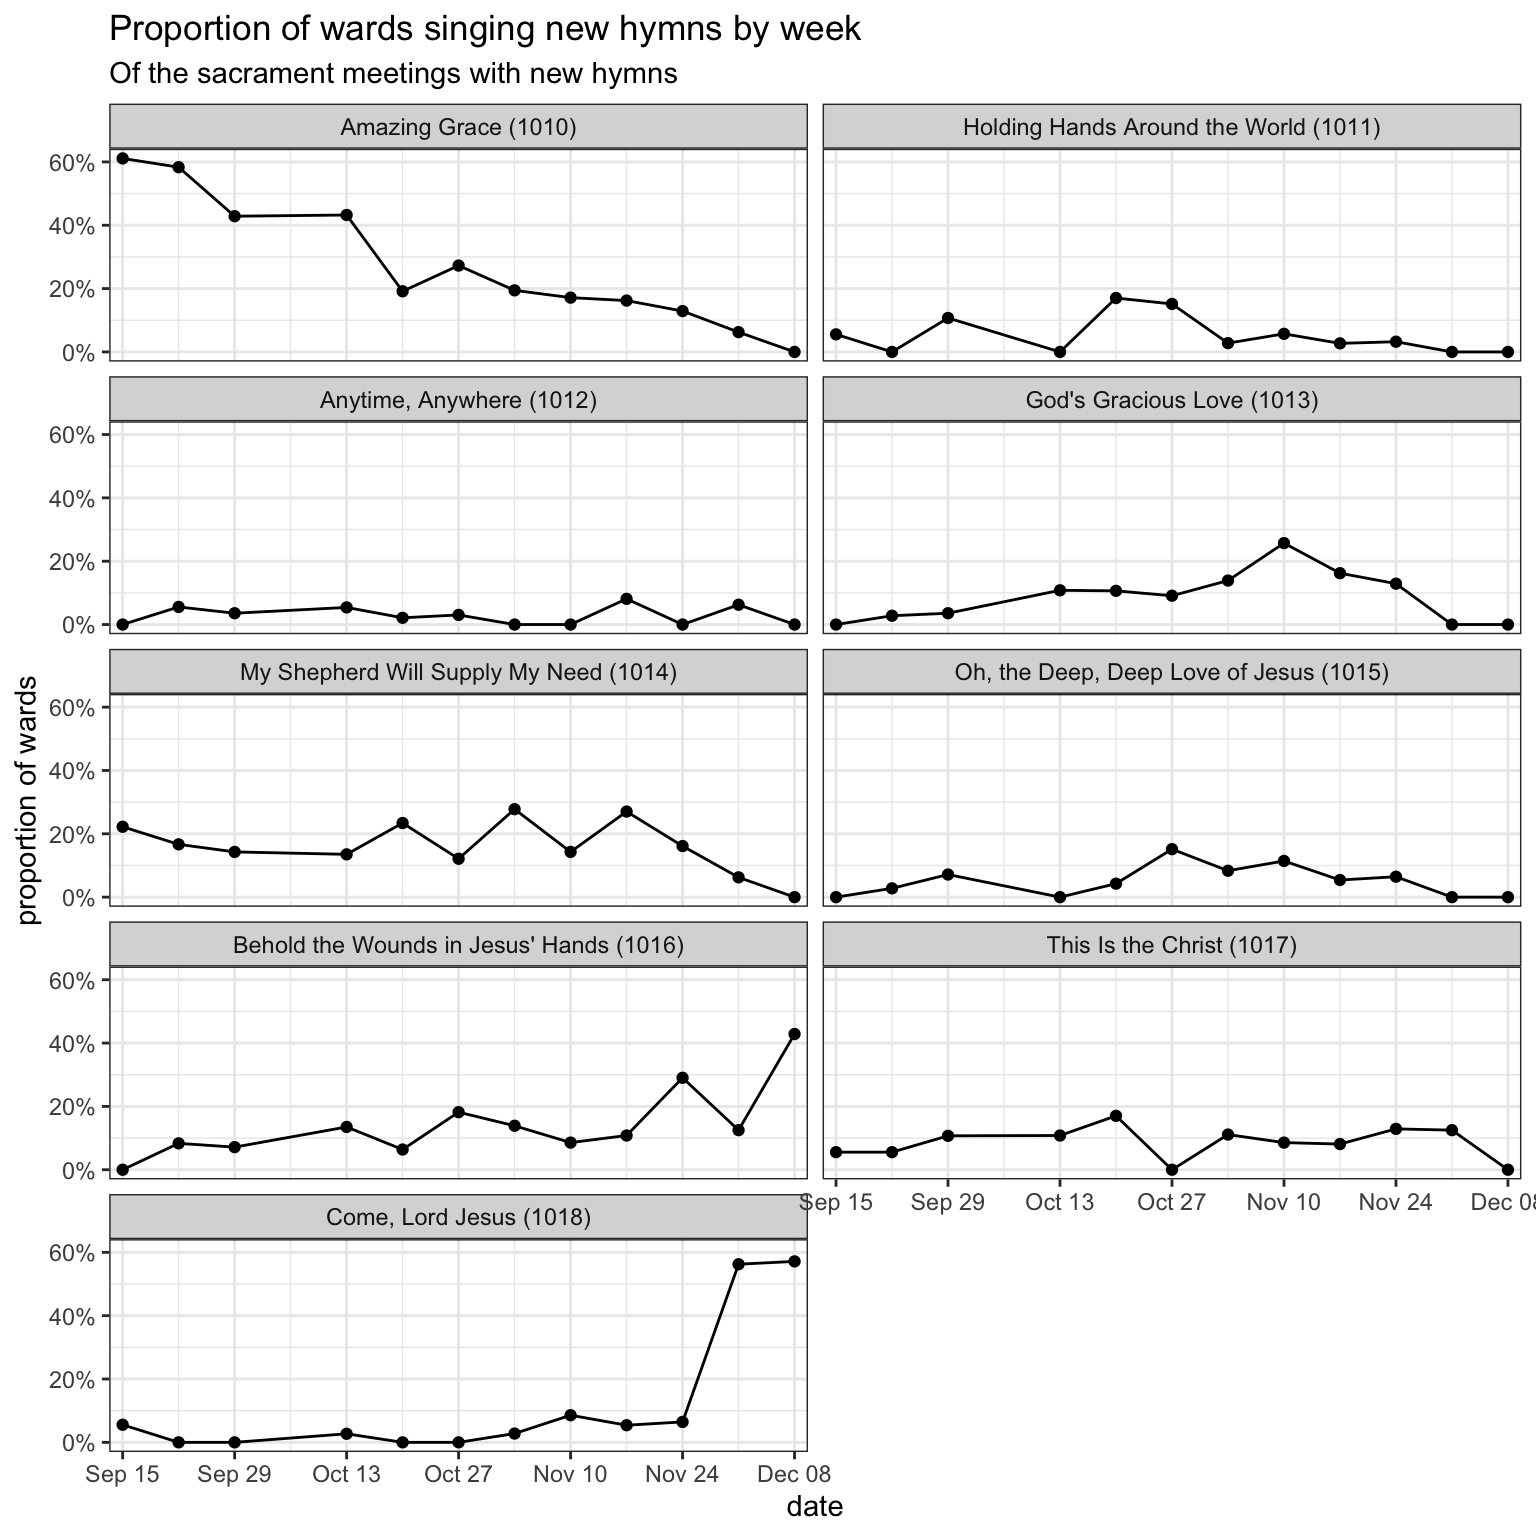 Proportion of wards singing new hymns by week
Of the sacrament meetings with new hymns
Amazing Grace (1010)
Holding Hands Around the World (1011)
60%
40%
20%
0%
Anytime, Anywhere (1012)
God's Gracious Love (1013)
60%
40%
20%
0%
My Shepherd Will Supply My Need (1014)
Oh, the Deep, Deep Love of Jesus (1015)
60%
40%
20%
0%
proportion of wards
Behold the Wounds in Jesus' Hands (1016)
This Is the Christ (1017)
60%
40%
20%
0%
Sep 15 Sep 29 Oct 13 Oct 27 Nov 10 Nov 24 Dec 08
Come, Lord Jesus (1018)
60%
40%
20%
0%
Sep 15 Sep 29 Oct 13 Oct 27 Nov 10 Nov 24 Dec 08
date